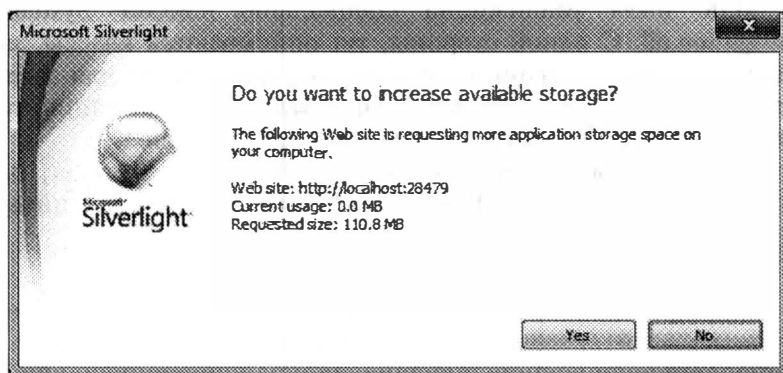 Microsoft Silverlight
Do you want to increase available storage?
The following Web site is requesting more application storage space on
your computer.
Web site: http://localhost:28479
Current usage: 0.0 MB
Requested size: 110.8 MB
Microsoft
Silverlight
Yes
No